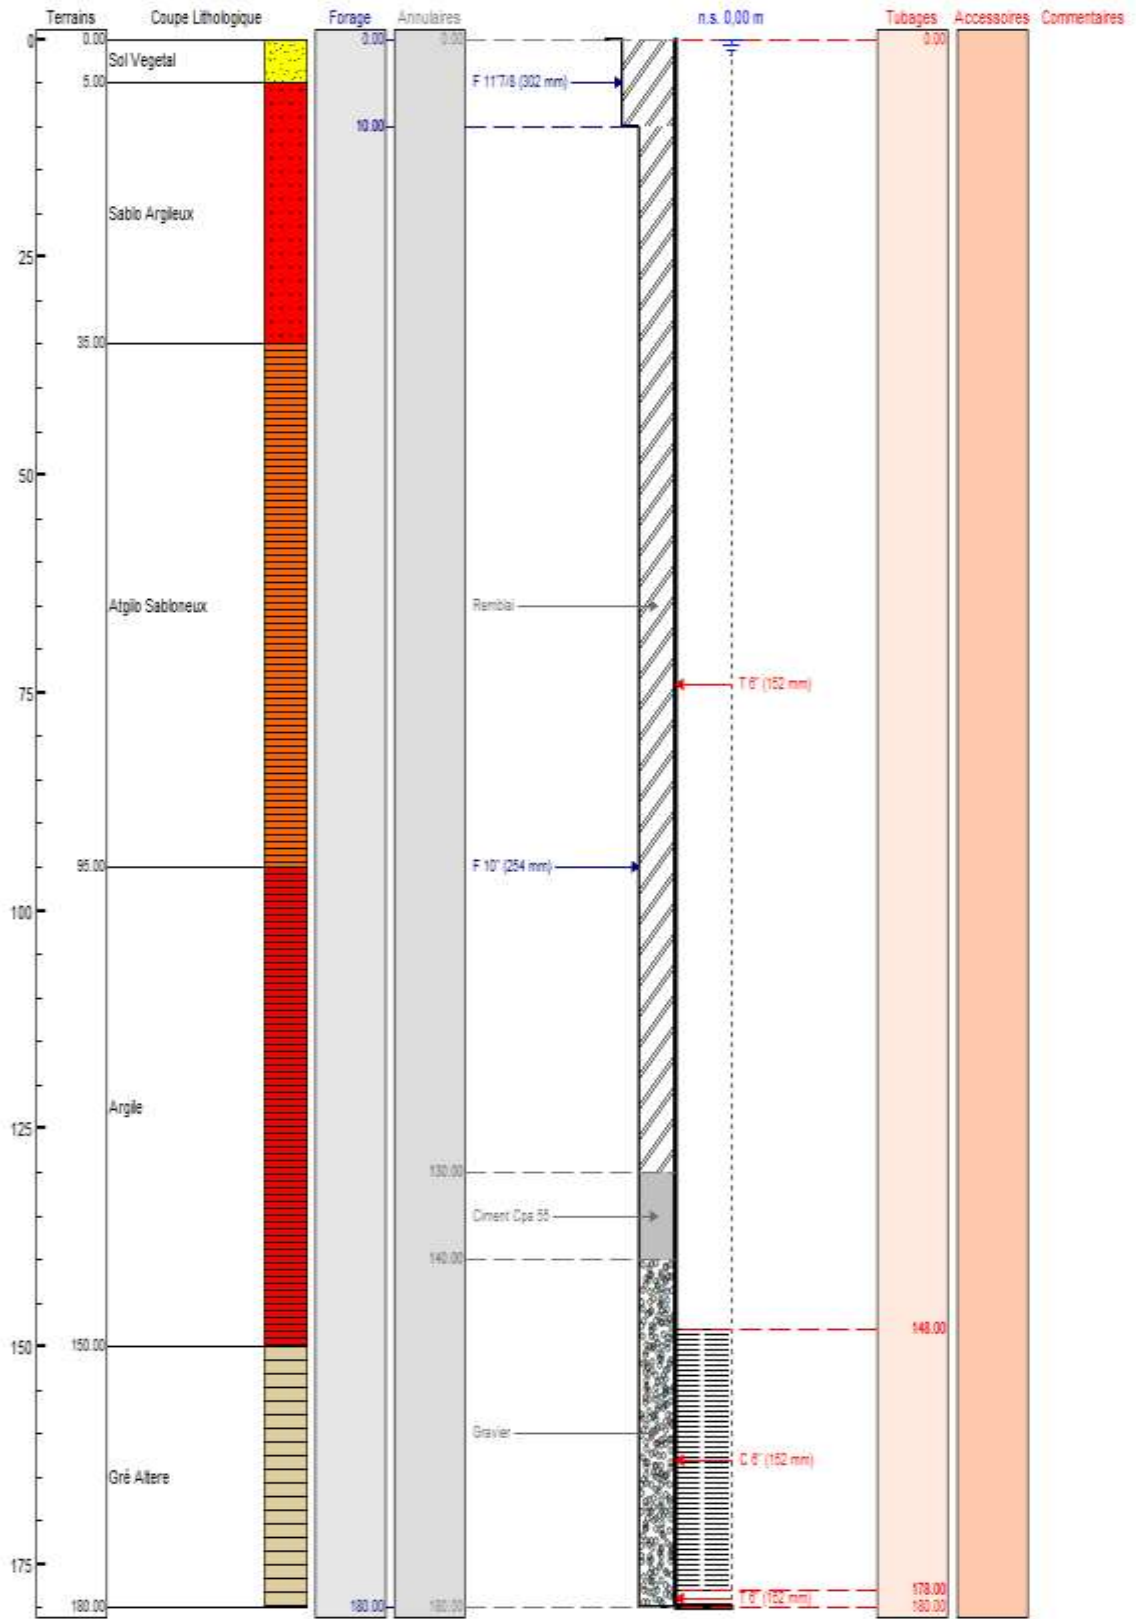 Terrains Coupe Lithologique Forage Annulaires n.s. 0,00 m Tubages Accessoires Commentaires
0 0.00 0.00 0.00 0.00
Sol Vegetal
5.00 F 11"7/8 (302 mm)
10.00
Sablo Argileux
25
35.00
50
Atgilo Sabloneux Remblai
T 6" (152 mm)
75
95.00 F 10" (254 mm)
100
Argile
125
130.00
Ciment Cpa 55
140.00
148.00
150 150.00
Gravier
C 6" (152 mm)
Gré Altere
175
178.00
T 6" (152 mm)
180.00 180.00 180.00 180.00